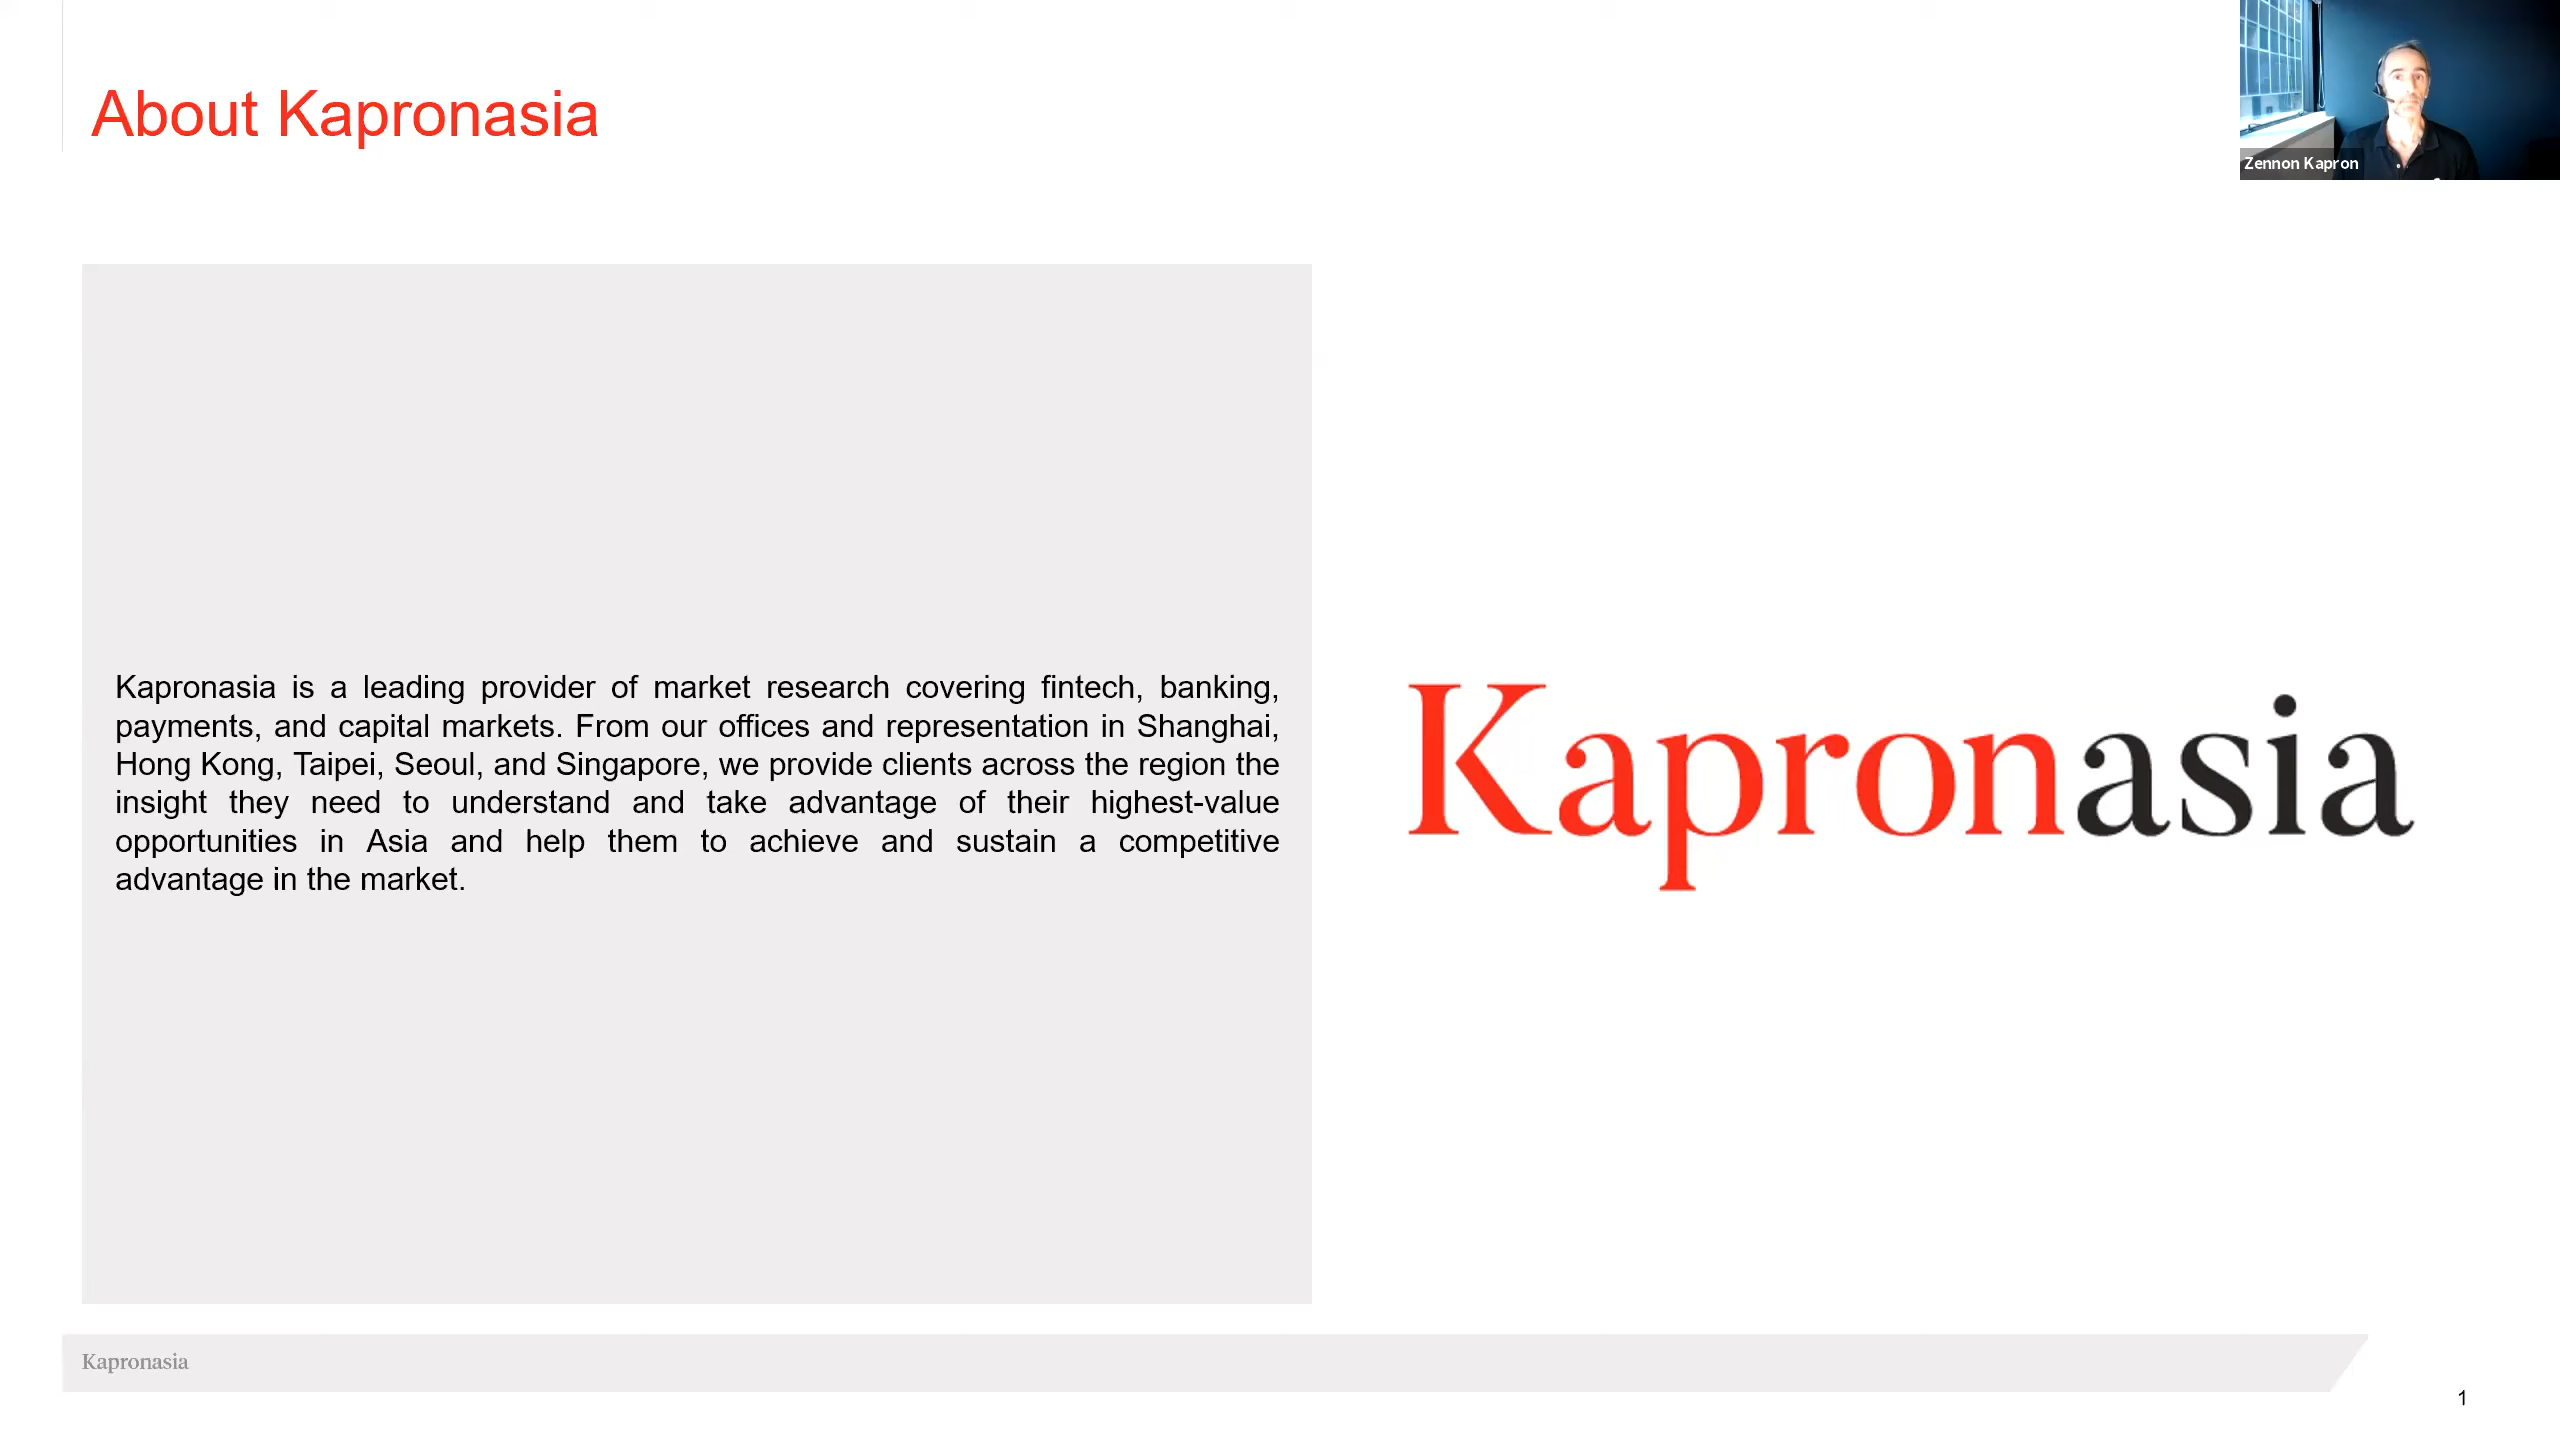 About Kapronasia
Zennon Kapron
Kapronasia is a leading provider of market research covering fintech, banking,
payments, and capital markets. From our offices and representation in Shanghai,
Hong Kong, Taipei, Seoul, and Singapore, we provide clients across the region the
insight they need to understand and take advantage of their highest-value
opportunities in Asia and help them to achieve and sustain a competitive
advantage in the market.
Kapronasia
Kapronasia
1